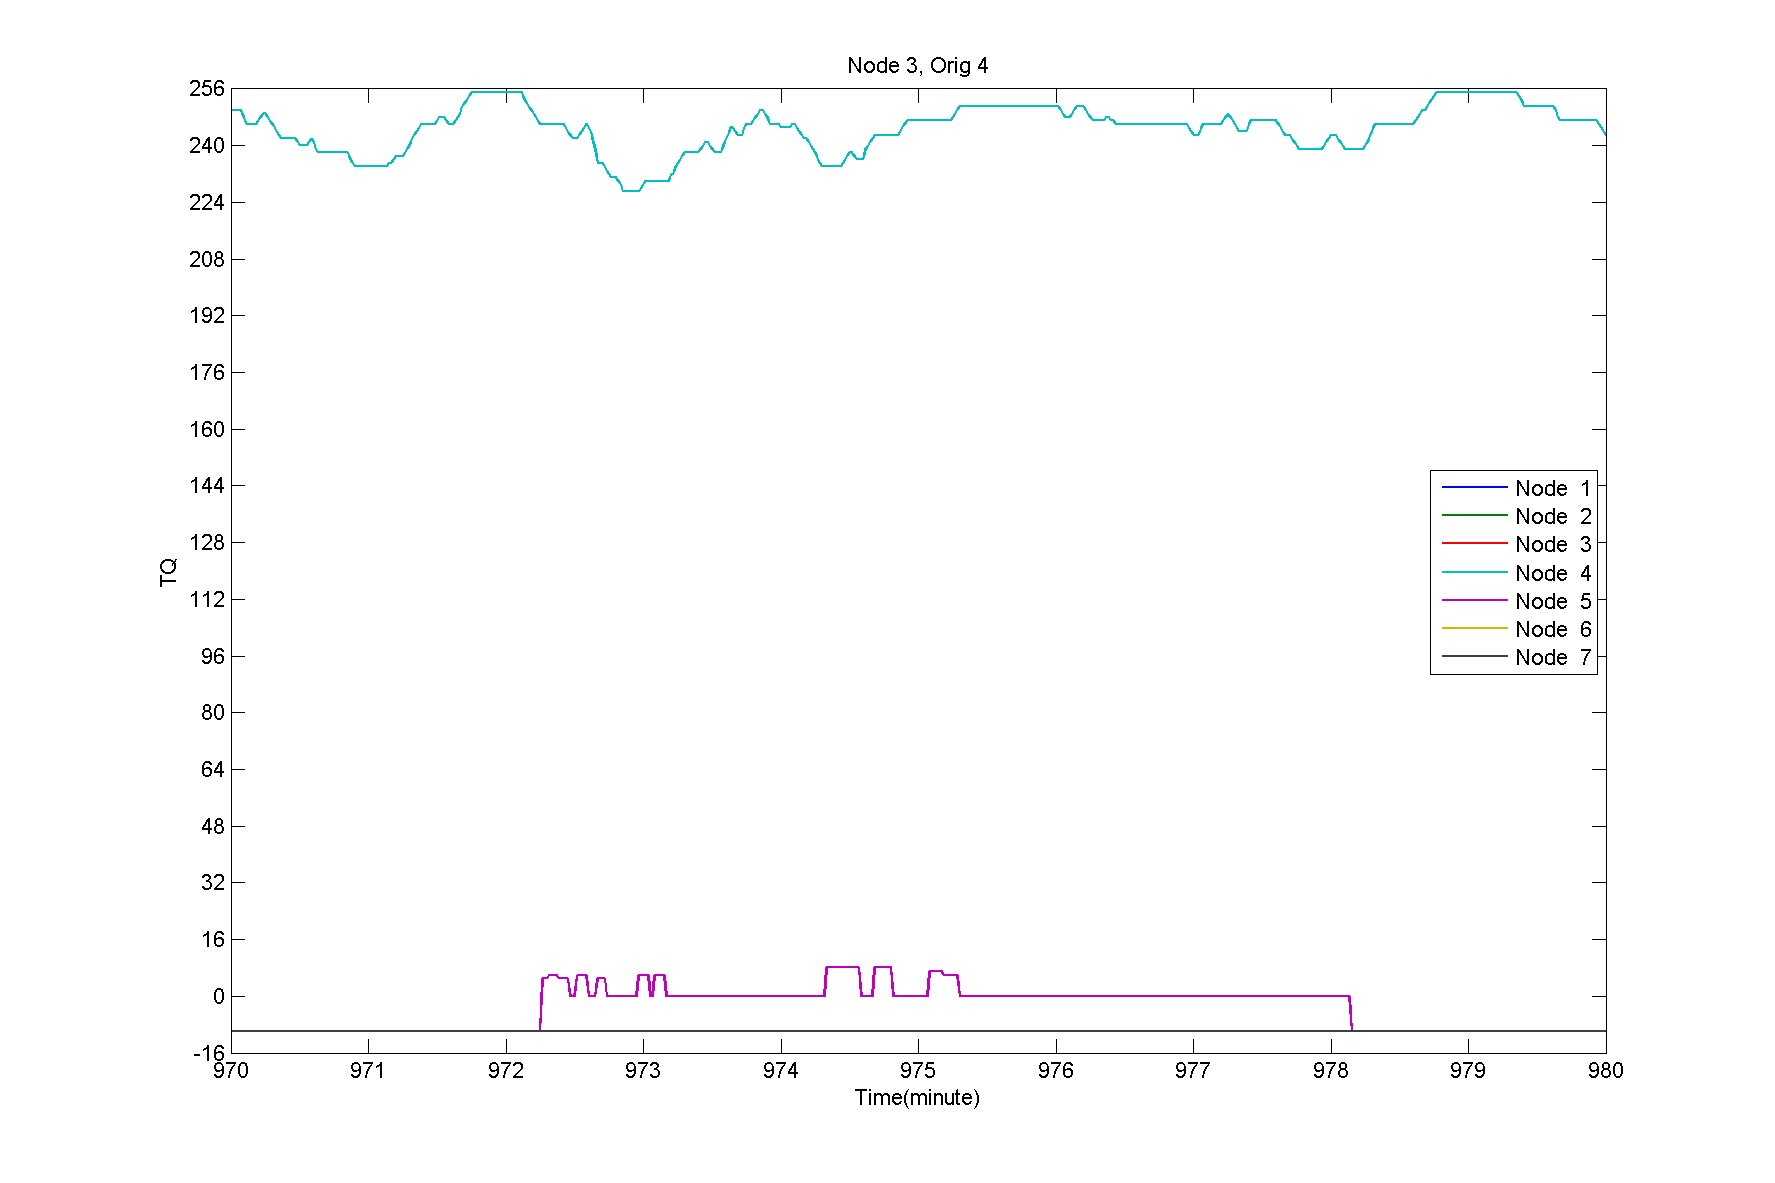 Node 3, Orig 4
256
240
224
208
192
176
160
144
128
112
96
80
64
48
32
16
0
-16
TQ
Node 1
Node 2
Node 3
Node 4
Node 5
Node 6
Node 7
970 971 972 973 974 975 976 977 978 979 980
Time(minute)